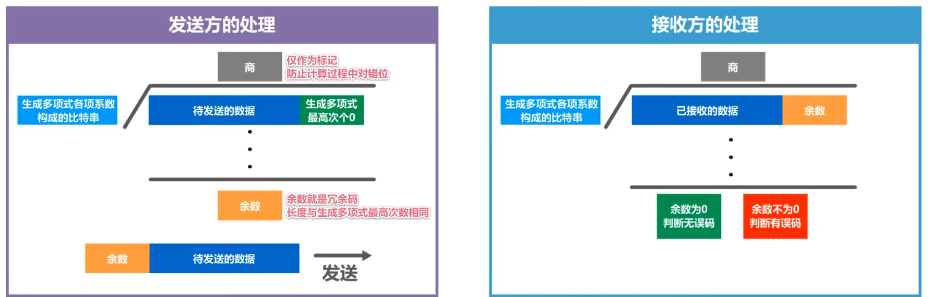 发送方的处理
商
仅作为标记
防止计算过程中对错位
生成多项式各项系数
构成的比特串
待发送的数据
生成多项式
最高次个0
余数
余数就是冗余码
长度与生成多项式最高次数相同
余数
待发送的数据
发送
接收方的处理
商
生成多项式各项系数
构成的比特串
已接收的数据
余数
余数为0
判断无误码
余数不为0
判断有误码